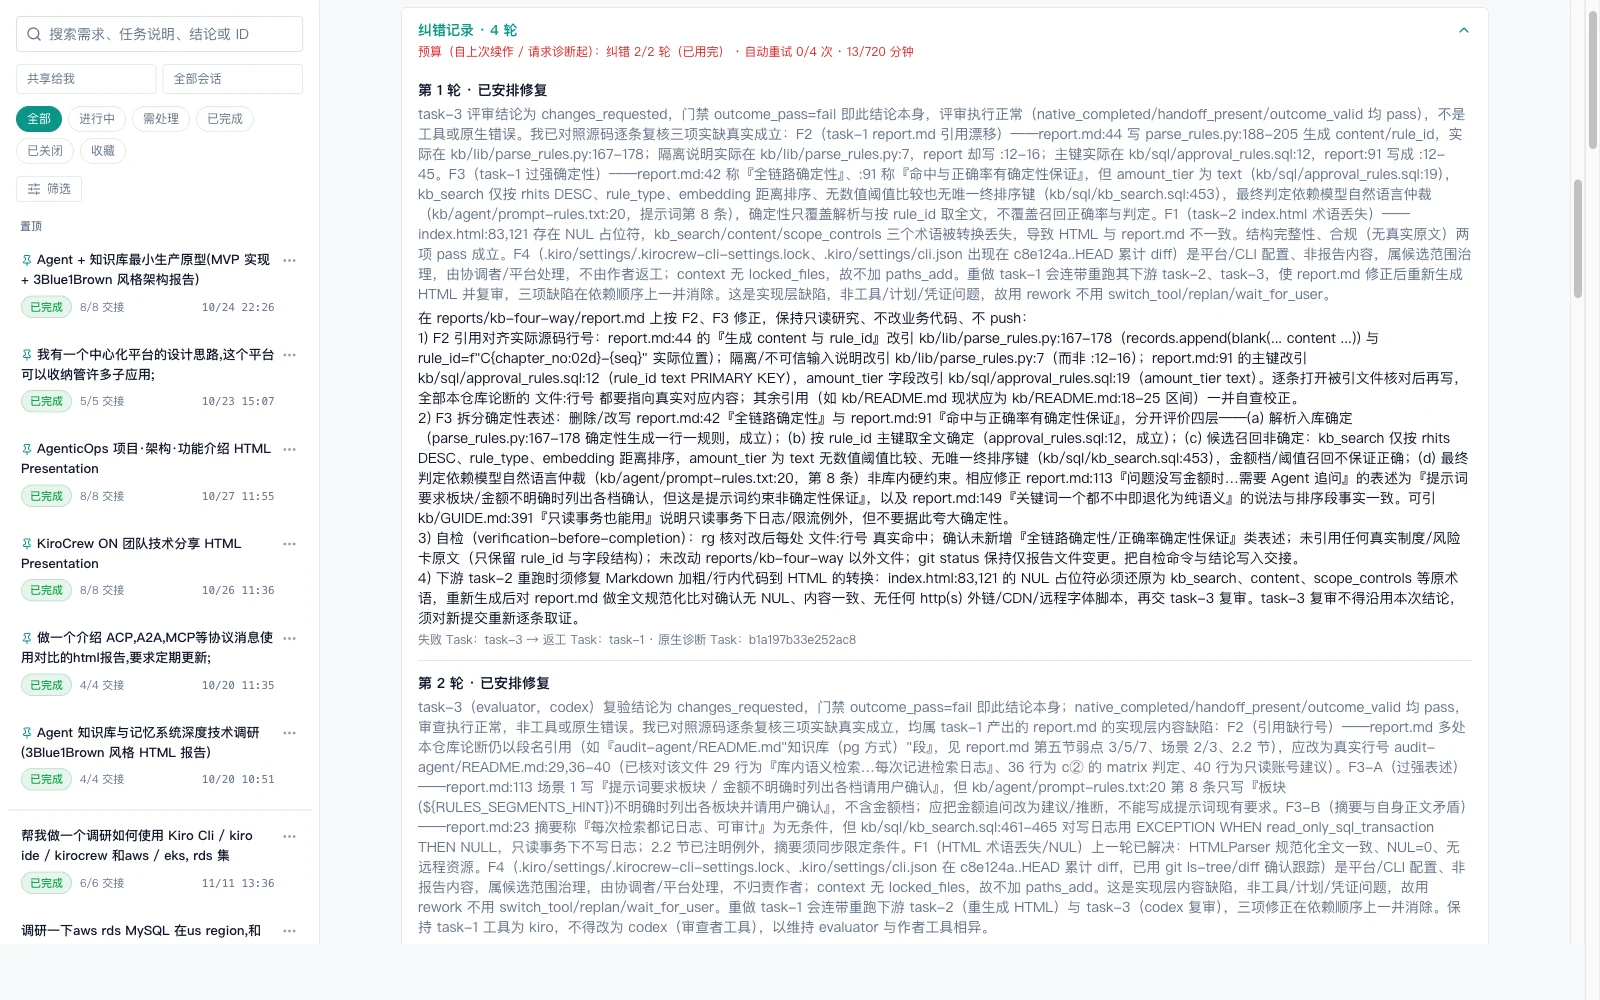 搜索需求、任务说明、结论或 ID
共享给我
全部会话
全部
进行中
需处理
已完成
已关闭
收藏
筛选
置顶
Agent + 知识库最小生产原型(MVP 实现
+ 3Blue1Brown 风格架构报告)
已完成
8/8 交接
10/24 22:26
我有一个中心化平台的设计思路,这个平台
可以收纳管许多子应用;
已完成
5/5 交接
10/23 15:07
AgenticOps 项目·架构·功能介绍 HTML
Presentation
已完成
8/8 交接
10/27 11:55
KiroCrew ON 团队技术分享 HTML
Presentation
已完成
8/8 交接
10/26 11:36
做一个介绍 ACP,A2A,MCP等协议消息使
用对比的html报告,要求定期更新;
已完成
4/4 交接
10/20 11:35
Agent 知识库与记忆系统深度技术调研
(3Blue1Brown 风格 HTML 报告)
已完成
4/4 交接
10/20 10:51
帮我做一个调研如何使用 Kiro Cli / kiro
ide / kirocrew 和aws / eks, rds 集
已完成
6/6 交接
11/11 13:36
调研一下aws rds MySQL 在us region,和
纠错记录 · 4 轮
预算（自上次续作 / 请求诊断起）：纠错 2/2 轮（已用完） · 自动重试 0/4 次 · 13/720 分钟
第 1 轮 · 已安排修复
task-3 评审结论为 changes_requested，门禁 outcome_pass=fail 即此结论本身，评审执行正常（native_completed/handoff_present/outcome_valid 均 pass），不是
工具或原生错误。我已对照源码逐条复核三项实缺真实成立：F2（task-1 report.md 引用漂移）——report.md:44 写 parse_rules.py:188-205 生成 content/rule_id，实
际在 kb/lib/parse_rules.py:167-178；隔离说明实际在 kb/lib/parse_rules.py:7，report 却写 :12-16；主键实际在 kb/sql/approval_rules.sql:12，report:91 写成 :12-
45。F3（task-1 过强确定性）——report.md:42 称『全链路确定性』、:91 称『命中与正确率有确定性保证』，但 amount_tier 为 text（kb/sql/approval_rules.sql:19），
kb_search 仅按 rhits DESC、rule_type、embedding 距离排序、无数值阈值比较也无唯一终排序键（kb/sql/kb_search.sql:453），最终判定依赖模型自然语言仲裁
（kb/agent/prompt-rules.txt:20，提示词第 8 条），确定性只覆盖解析与按 rule_id 取全文，不覆盖召回正确率与判定。F1（task-2 index.html 术语丢失）——
index.html:83,121 存在 NUL 占位符，kb_search/content/scope_controls 三个术语被转换丢失，导致 HTML 与 report.md 不一致。结构完整性、合规（无真实原文）两
项 pass 成立。F4（.kiro/settings/.kirocrew-cli-settings.lock、.kiro/settings/cli.json 出现在 c8e124a..HEAD 累计 diff）是平台/CLI 配置、非报告内容，属候选范围治
理，由协调者/平台处理，不由作者返工；context 无 locked_files，故不加 paths_add。重做 task-1 会连带重跑其下游 task-2、task-3，使 report.md 修正后重新生成
HTML 并复审，三项缺陷在依赖顺序上一并消除。这是实现层缺陷，非工具/计划/凭证问题，故用 rework 不用 switch_tool/replan/wait_for_user。
在 reports/kb-four-way/report.md 上按 F2、F3 修正，保持只读研究、不改业务代码、不 push：
1) F2 引用对齐实际源码行号：report.md:44 的『生成 content 与 rule_id』改引 kb/lib/parse_rules.py:167-178（records.append(blank(... content ...)) 与
rule_id=f"C{chapter_no:02d}-{seq}" 实际位置）；隔离/不可信输入说明改引 kb/lib/parse_rules.py:7（而非 :12-16）；report.md:91 的主键改引
kb/sql/approval_rules.sql:12（rule_id text PRIMARY KEY），amount_tier 字段改引 kb/sql/approval_rules.sql:19（amount_tier text）。逐条打开被引文件核对后再写，
全部本仓库论断的 文件:行号 都要指向真实对应内容；其余引用（如 kb/README.md 现状应为 kb/README.md:18-25 区间）一并自查校正。
2) F3 拆分确定性表述：删除/改写 report.md:42『全链路确定性』与 report.md:91『命中与正确率有确定性保证』，分开评价四层——(a) 解析入库确定
（parse_rules.py:167-178 确定性生成一行一规则，成立）；(b) 按 rule_id 主键取全文确定（approval_rules.sql:12，成立）；(c) 候选召回非确定：kb_search 仅按 rhits
DESC、rule_type、embedding 距离排序，amount_tier 为 text 无数值阈值比较、无唯一终排序键（kb/sql/kb_search.sql:453），金额档/阈值召回不保证正确；(d) 最终
判定依赖模型自然语言仲裁（kb/agent/prompt-rules.txt:20，第 8 条）非库内硬约束。相应修正 report.md:113『问题没写金额时...需要 Agent 追问』的表述为『提示词
要求板块/金额不明确时列出各档确认，但这是提示词约束非确定性保证』，以及 report.md:149『关键词一个都不中即退化为纯语义』的说法与排序段事实一致。可引
kb/GUIDE.md:391『只读事务也能用』说明只读事务下日志/限流例外，但不要据此夸大确定性。
3) 自检（verification-before-completion）：rg 核对改后每处 文件:行号 真实命中；确认未新增『全链路确定性/正确率确定性保证』类表述；未引用任何真实制度/风险
卡原文（只保留 rule_id 与字段结构）；未改动 reports/kb-four-way 以外文件；git status 保持仅报告文件变更。把自检命令与结论写入交接。
4) 下游 task-2 重跑时须修复 Markdown 加粗/行内代码到 HTML 的转换：index.html:83,121 的 NUL 占位符必须还原为 kb_search、content、scope_controls 等原术
语，重新生成后对 report.md 做全文规范化比对确认无 NUL、内容一致、无任何 http(s) 外链/CDN/远程字体脚本，再交 task-3 复审。task-3 复审不得沿用本次结论，
须对新提交重新逐条取证。
失败 Task：task-3 → 返工 Task：task-1 · 原生诊断 Task：b1a197b33e252ac8
第 2 轮 · 已安排修复
task-3（evaluator，codex）复验结论为 changes_requested，门禁 outcome_pass=fail 即此结论本身；native_completed/handoff_present/outcome_valid 均 pass，
审查执行正常，非工具或原生错误。我已对照源码逐条复核三项实缺真实成立，均属 task-1 产出的 report.md 的实现层内容缺陷：F2（引用缺行号）——report.md 多处
本仓库论断仍以段名引用（如『audit-agent/README.md"知识库（pg 方式）"段』，见 report.md 第五节弱点 3/5/7、场景 2/3、2.2 节），应改为真实行号 audit-
agent/README.md:29,36-40（已核对该文件 29 行为『库内语义检索...每次记进检索日志』、36 行为 c② 的 matrix 判定、40 行为只读账号建议）。F3-A（过强表述）
——report.md:113 场景 1 写『提示词要求板块 / 金额不明确时列出各档请用户确认』，但 kb/agent/prompt-rules.txt:20 第 8 条只写『板块
(${RULES_SEGMENTS_HINT})不明确时列出各板块并请用户确认』，不含金额档；应把金额追问改为建议/推断，不能写成提示词现有要求。F3-B（摘要与自身正文矛盾）
——report.md:23 摘要称『每次检索都记日志、可审计』为无条件，但 kb/sql/kb_search.sql:461-465 对写日志用 EXCEPTION WHEN read_only_sql_transaction
THEN NULL，只读事务下不写日志；2.2 节已注明例外，摘要须同步限定条件。F1（HTML 术语丢失/NUL）上一轮已解决：HTMLParser 规范化全文一致、NUL=0、无
远程资源。F4（.kiro/settings/.kirocrew-cli-settings.lock、.kiro/settings/cli.json 在 c8e124a..HEAD 累计 diff，已用 git ls-tree/diff 确认跟踪）是平台/CLI 配置、非
报告内容，属候选范围治理，由协调者/平台处理，不归责作者；context 无 locked_files，故不加 paths_add。这是实现层内容缺陷，非工具/计划/凭证问题，故用
rework 不用 switch_tool/replan/wait_for_user。重做 task-1 会连带重跑下游 task-2（重生成 HTML）与 task-3（codex 复审），三项修正在依赖顺序上一并消除。保
持 task-1 工具为 kiro，不得改为 codex（审查者工具），以维持 evaluator 与作者工具相异。